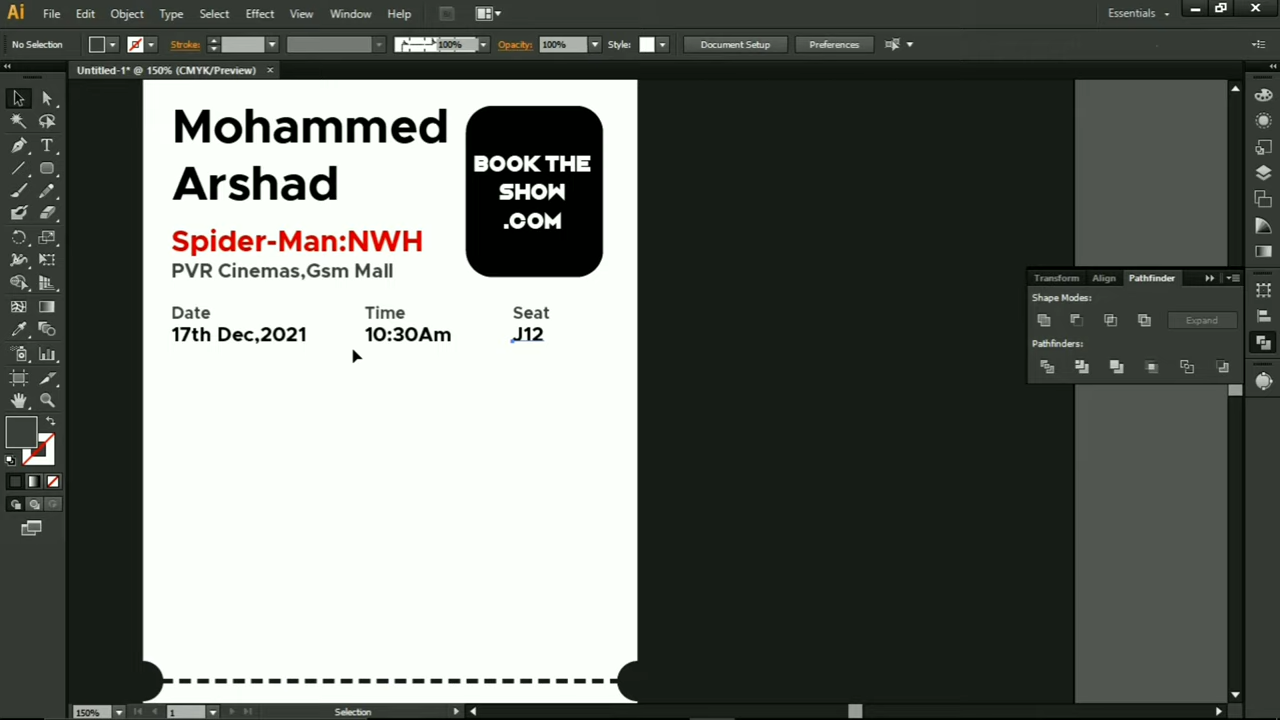 Ai File Edit Object Type Select Effect View Window Help Essentials
No Selection Stroke: 100% Opacity: 100% Style: Document Setup Preferences
Untitled-1* @ 150% (CMYK/Preview)
Mohammed
Arshad
BOOK THE
SHOW
.COM
Spider-Man:NWH
PVR Cinemas,Gsm Mall
Date Time Seat
17th Dec,2021 10:30Am J12
Transform Align Pathfinder
Shape Modes:
Expand
Pathfinders:
150% 1 Selection